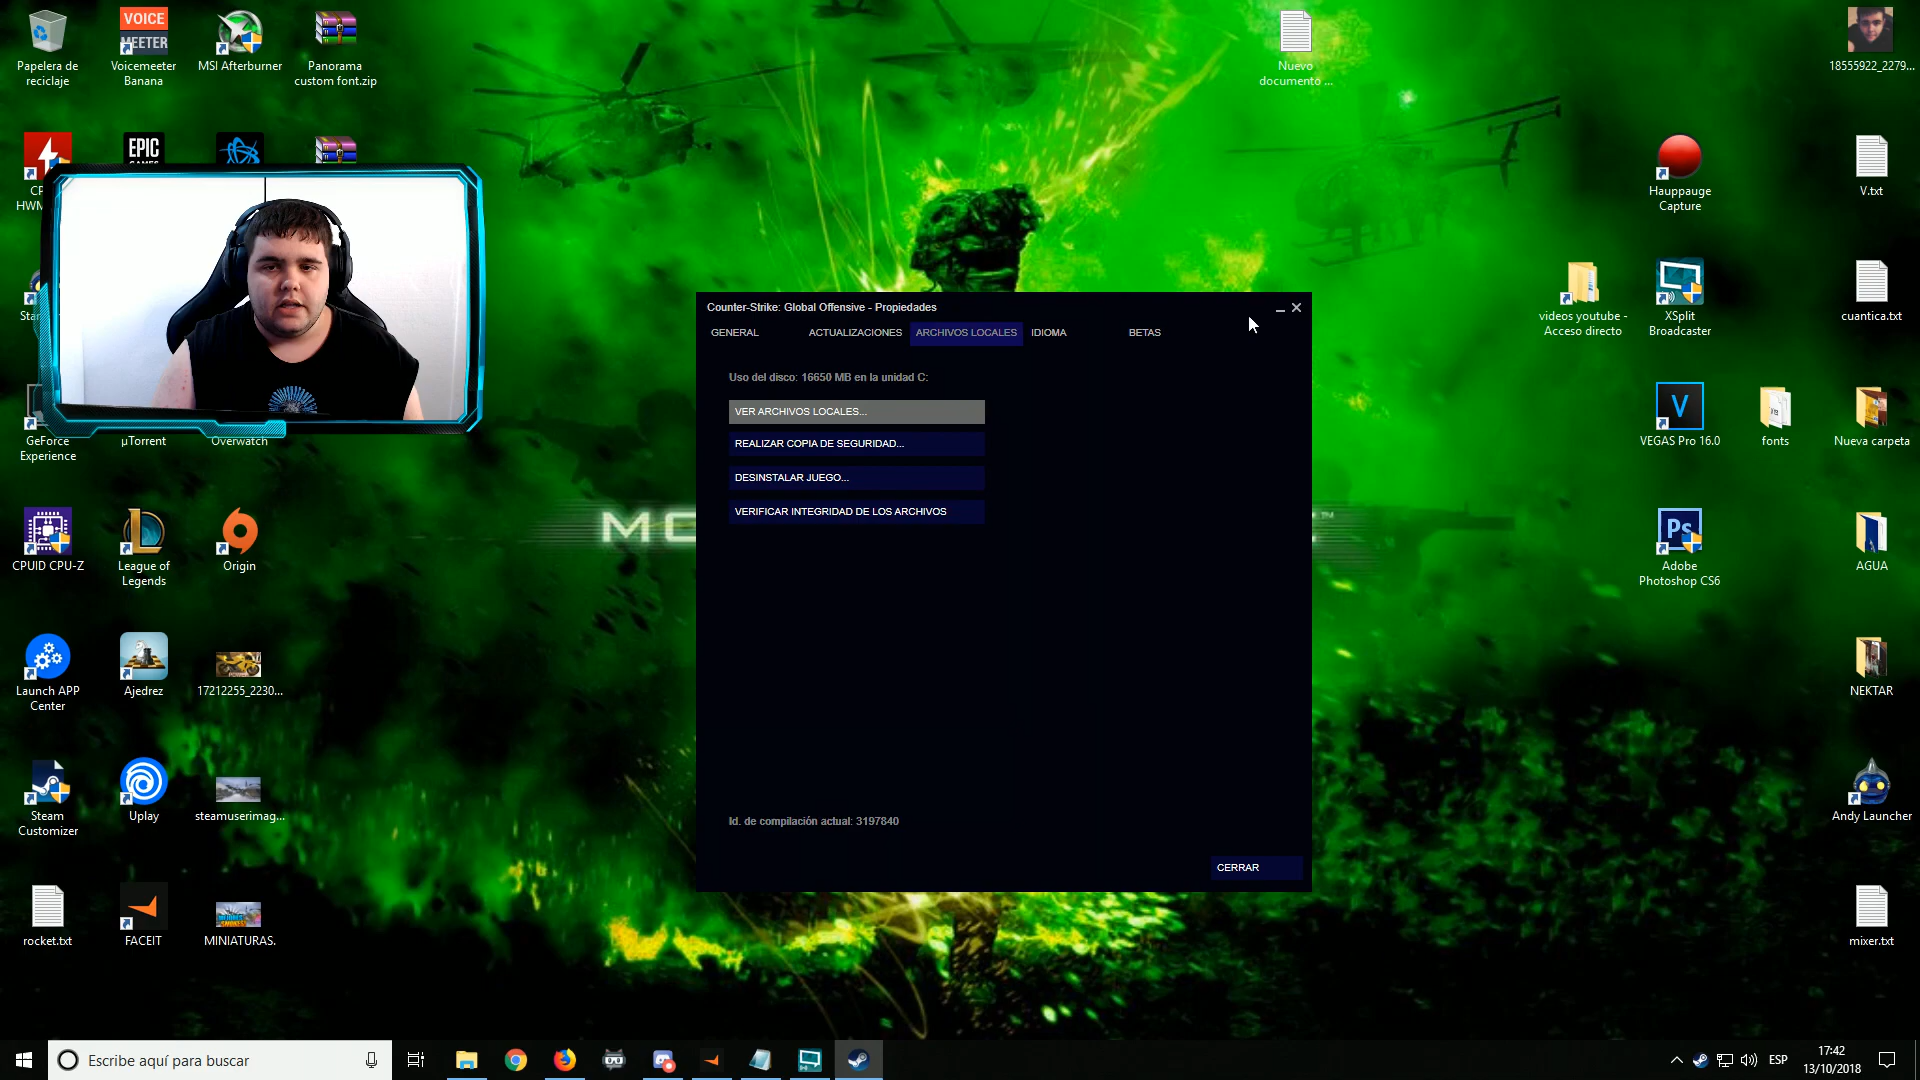 Papelera de
reciclaje
VOICE
MEETER
Voicemeeter
Banana
MSI Afterburner
Panorama
custom font.zip
Nuevo
documento ...
18555922_2279...
EPIC
CP
HWM
Hauppauge
Capture
V.txt
Star
videos youtube -
Acceso directo
XSplit
Broadcaster
cuantica.txt
Counter-Strike: Global Offensive - Propiedades
GENERAL
ACTUALIZACIONES
ARCHIVOS LOCALES
IDIOMA
BETAS
Uso del disco: 16650 MB en la unidad C:
VER ARCHIVOS LOCALES...
REALIZAR COPIA DE SEGURIDAD...
DESINSTALAR JUEGO...
VERIFICAR INTEGRIDAD DE LOS ARCHIVOS
Id. de compilación actual: 3197840
CERRAR
GeForce
Experience
µTorrent
Overwatch
V
VEGAS Pro 16.0
fonts
Nueva carpeta
CPUID CPU-Z
League of
Legends
Origin
Ps
Adobe
Photoshop CS6
AGUA
Launch APP
Center
Ajedrez
17212255_2230...
NEKTAR
Steam
Customizer
Uplay
steamuserimag...
Andy Launcher
rocket.txt
FACEIT
MINIATURAS.
mixer.txt
Escribe aquí para buscar
ESP
17:42
13/10/2018